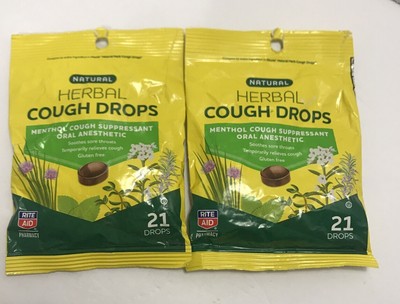 NATURAL
HERBAL
COUGH DROPS
MENTHOL COUGH SUPPRESSANT
ORAL ANESTHETIC
Soothes sore throats
Temporarily relieves cough
Gluten free
RITE
AID
PHARMACY
21
DROPS
NATURAL
HERBAL
COUGH DROPS
MENTHOL COUGH SUPPRESSANT
ORAL ANESTHETIC
Soothes sore throats
Temporarily relieves cough
Gluten free
RITE
AID
PHARMACY
21
DROPS